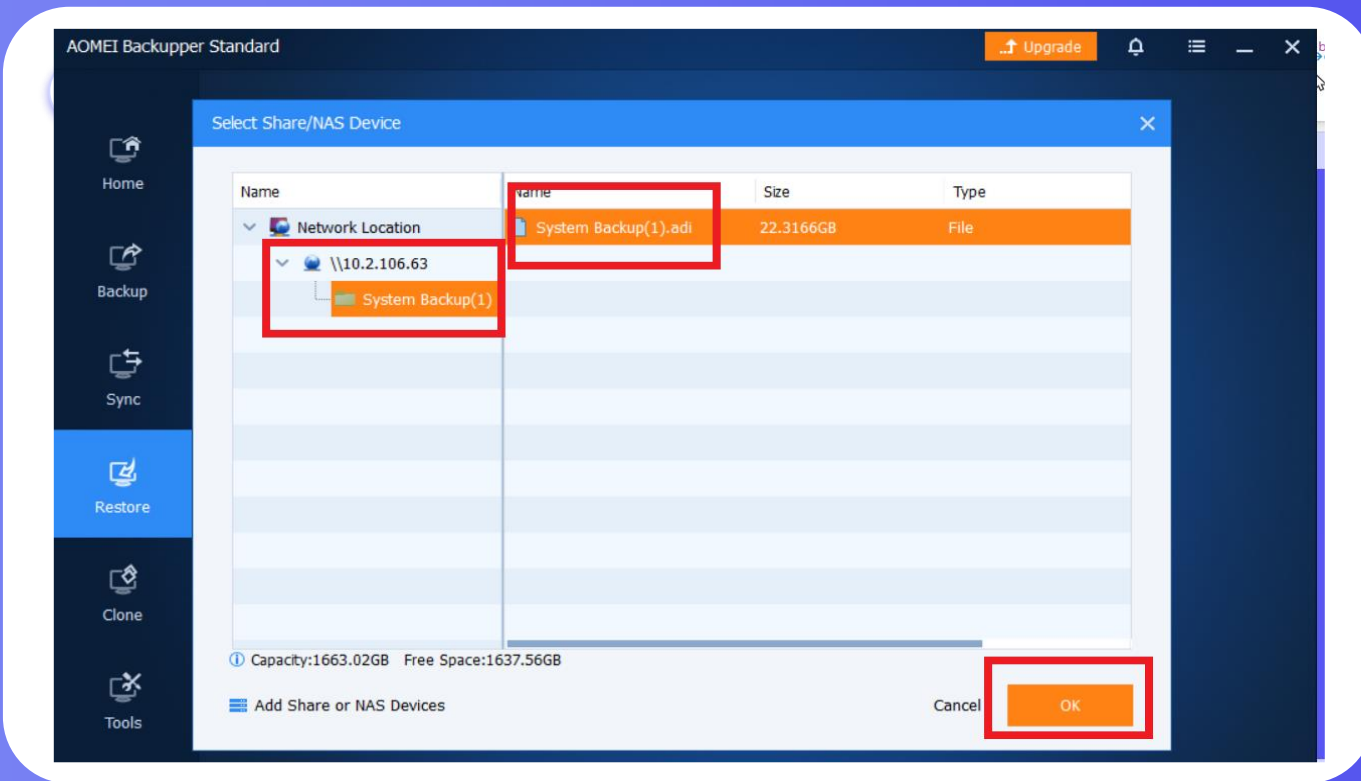 AOMEI Backupper Standard
Upgrade
Select Share/NAS Device
Home
Backup
Sync
Restore
Clone
Tools
Name
Name Size Type
Network Location
System Backup(1).adi 22.3166GB File
\\10.2.106.63
System Backup(1)
Capacity:1663.02GB Free Space:1637.56GB
Add Share or NAS Devices
Cancel OK